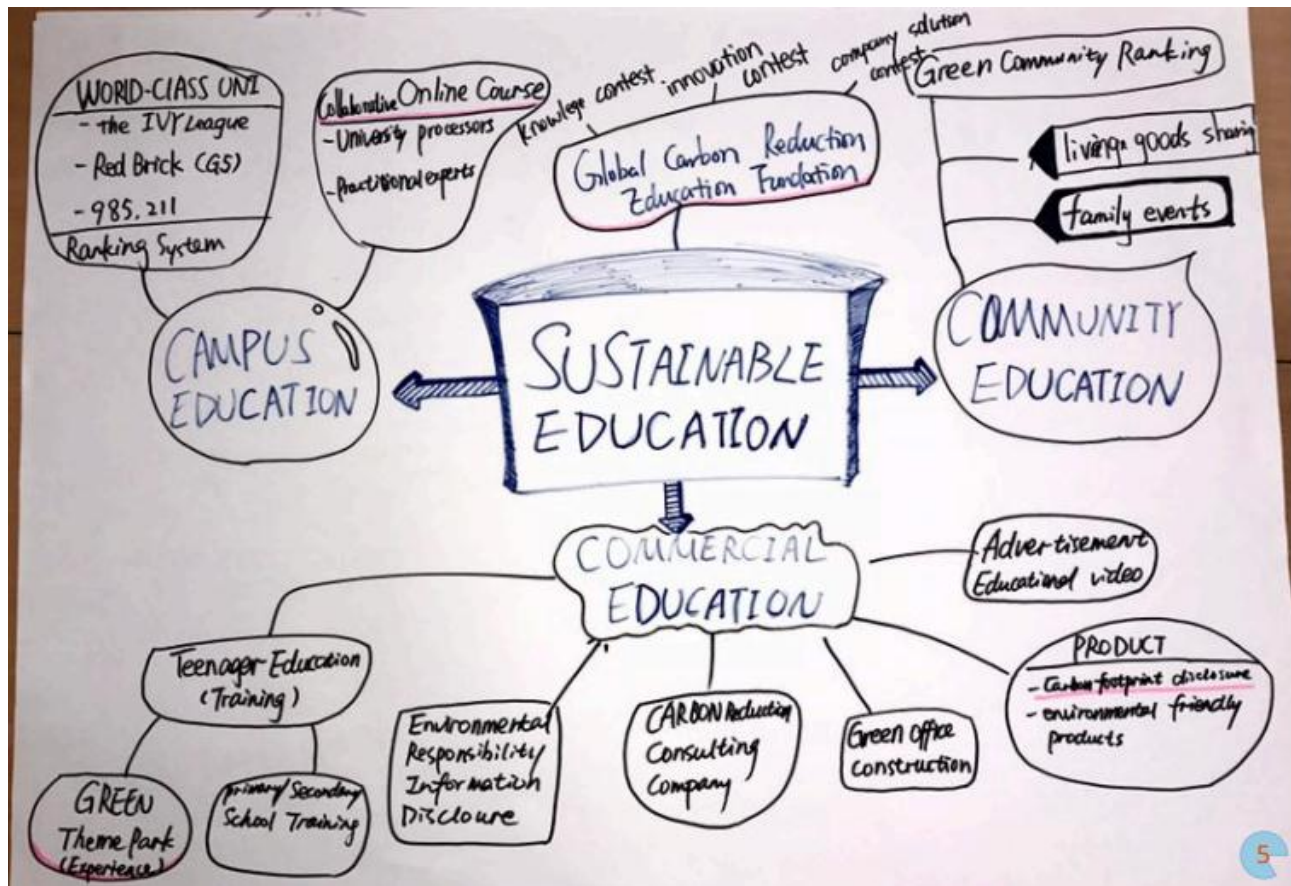 WORLD-CLASS UNI
- the IVY League
- Red Brick (G5)
- 985.211
Ranking System
Collaborative Online Course
- University processors
- Practitional experts
knowlege contest
innovation
contest
company solution
contest
Global Carbon Reduction
Education Fundation
Green Community Ranking
living goods sharing
family events
CAMPUS
EDUCATION
SUSTAINABLE
EDUCATION
COMMUNITY
EDUCATION
COMMERCIAL
EDUCATION
Advertisement
Educational video
PRODUCT
- Carbon footprint disclosure
- environmental friendly
products
Teenager Education
(Training)
GREEN
Theme Park
(Experience)
primary/Secondary
School Training
Environmental
Responsibility
Information
Discloure
CARBON Reduction
Consulting
Company
Green Office
construction
5